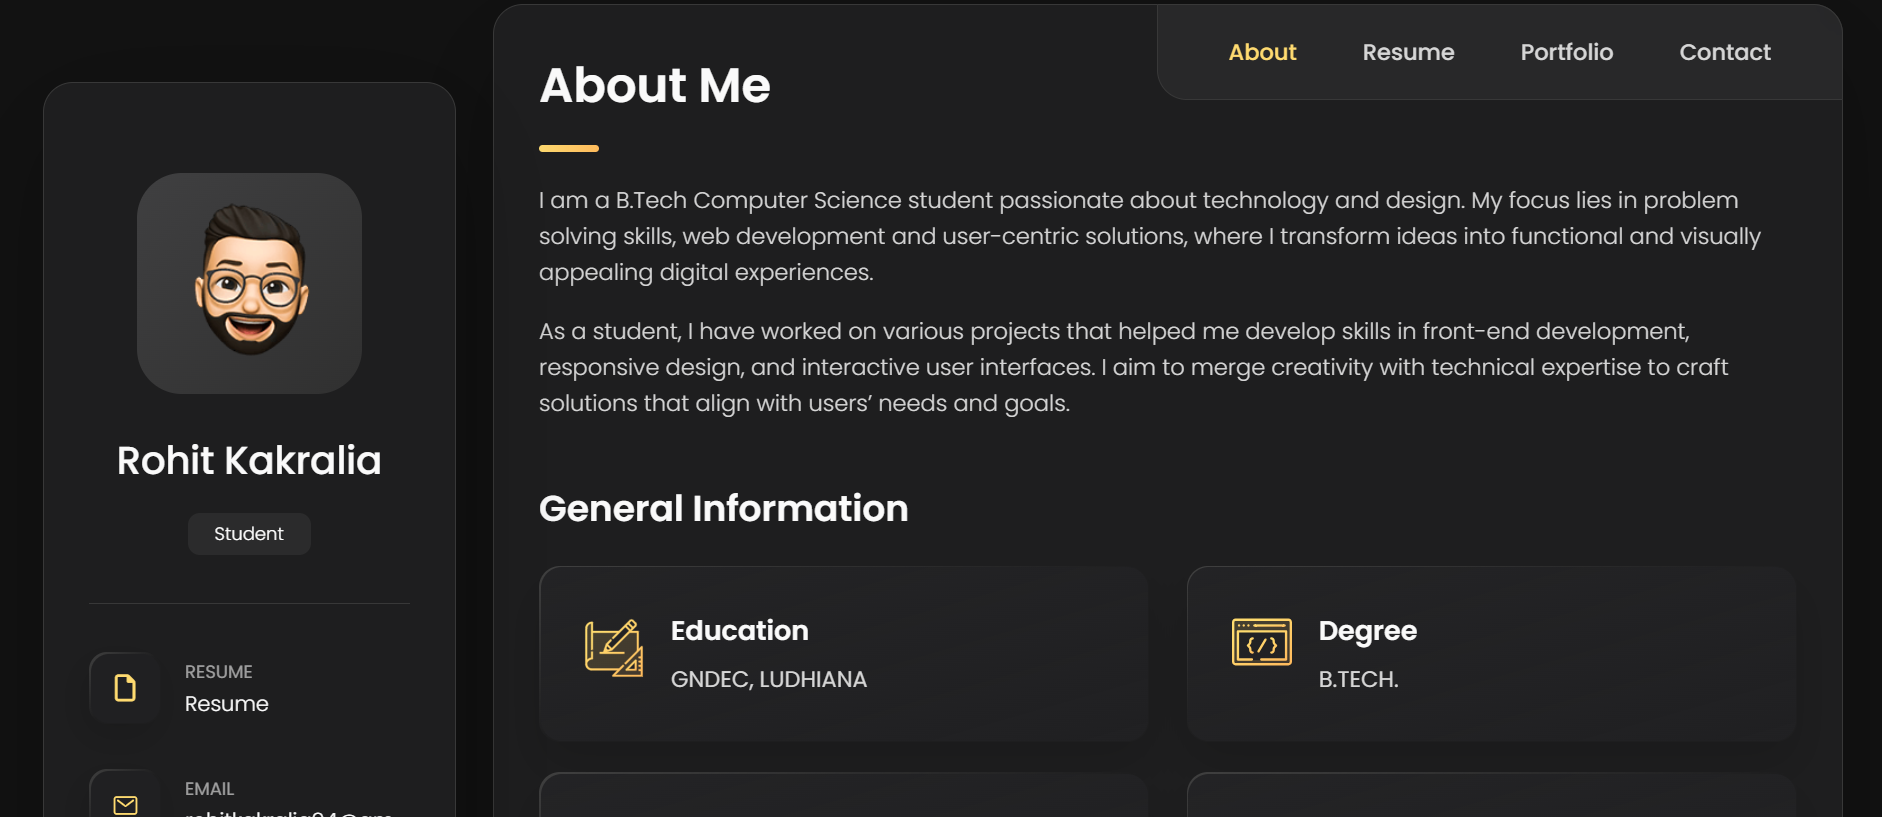 About
Resume
Portfolio
Contact
About Me
I am a B.Tech Computer Science student passionate about technology and design. My focus lies in problem
solving skills, web development and user-centric solutions, where I transform ideas into functional and visually
appealing digital experiences.
As a student, I have worked on various projects that helped me develop skills in front-end development,
responsive design, and interactive user interfaces. I aim to merge creativity with technical expertise to craft
solutions that align with users’ needs and goals.
General Information
Education
GNDEC, LUDHIANA
Degree
B.TECH.
Rohit Kakralia
Student
RESUME
Resume
EMAIL